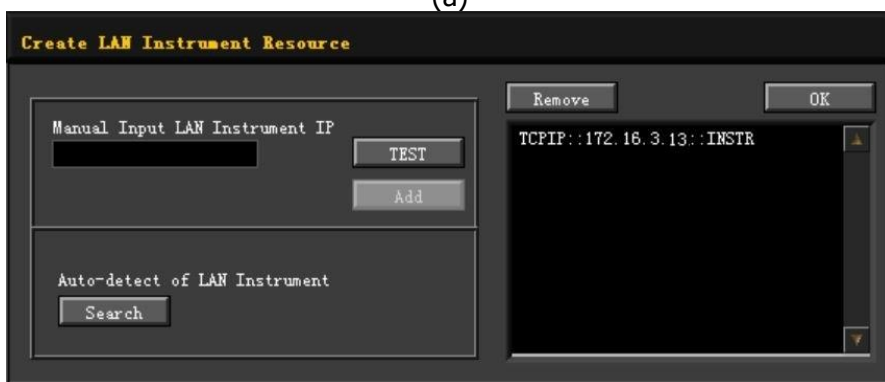 (a)
Create LAN Instrument Resource
Manual Input LAN Instrument IP
TEST
Add
Auto-detect of LAN Instrument
Search
Remove
OK
TCPIP::172.16.3.13::INSTR